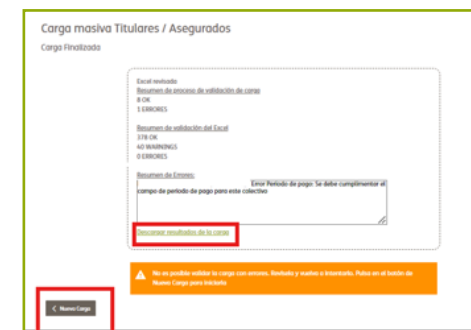 Carga masiva Titulares / Asegurados
Carga Finalizada
Excel revisado
Resumen de proceso de validación de carga
8 OK
1 ERRORES
Resumen de validación del Excel
378 OK
40 WARNINGS
0 ERRORES
Resumen de Errores:
Error Periodo de pago: Se debe cumplimentar el
campo de periodo de pago para este colectivo
Descargar resultados de la carga
No es posible validar la carga con errores. Revísela y vuelva a intentarlo. Pulsa en el botón de
Nueva Carga para iniciarla
< Nueva Carga